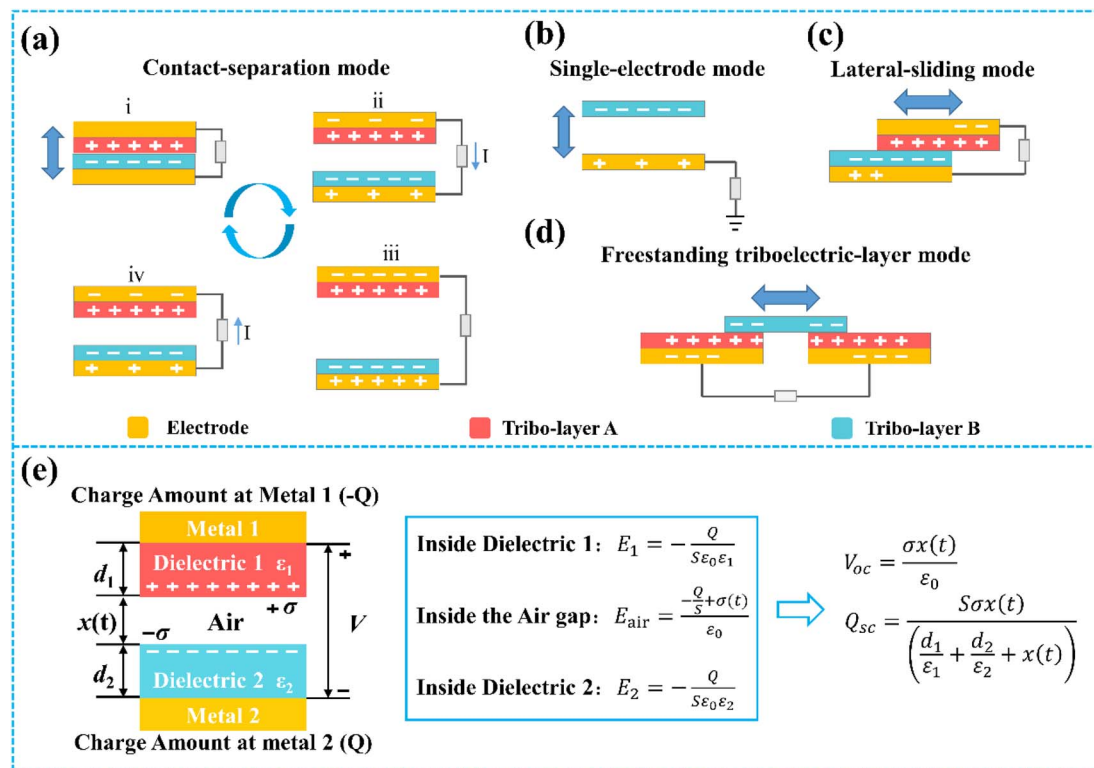 (a)
Contact-separation mode
i
ii
I
iv
I
iii
(b)
Single-electrode mode
(c)
Lateral-sliding mode
(d)
Freestanding triboelectric-layer mode
Electrode
Tribo-layer A
Tribo-layer B
(e)
Charge Amount at Metal 1 (-Q)
Metal 1
Dielectric 1 ε₁
d₁
+σ
x(t)
Air
V
−σ
d₂
Dielectric 2 ε₂
Metal 2
Charge Amount at metal 2 (Q)
Inside Dielectric 1: E₁ = −Q/(Sε₀ε₁)
Inside the Air gap: E_air = (−Q/S+σ(t))/ε₀
Inside Dielectric 2: E₂ = −Q/(Sε₀ε₂)
V_oc = σx(t)/ε₀
Q_sc = Sσx(t)/(d₁/ε₁ + d₂/ε₂ + x(t))